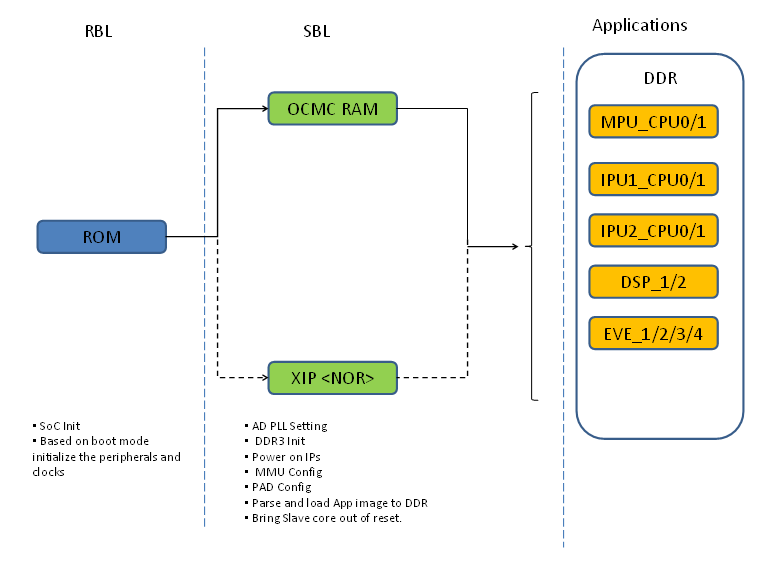 RBL
SBL
Applications
DDR
OCMC RAM
MPU_CPU0/1
IPU1_CPU0/1
IPU2_CPU0/1
ROM
DSP_1/2
EVE_1/2/3/4
XIP <NOR>
▪ SoC Init
▪ Based on boot mode
initialize the peripherals and
clocks
▪ AD PLL Setting
▪ DDR3 Init
▪ Power on IPs
▪ MMU Config
▪ PAD Config
▪ Parse and load App image to DDR
▪ Bring Slave core out of reset.